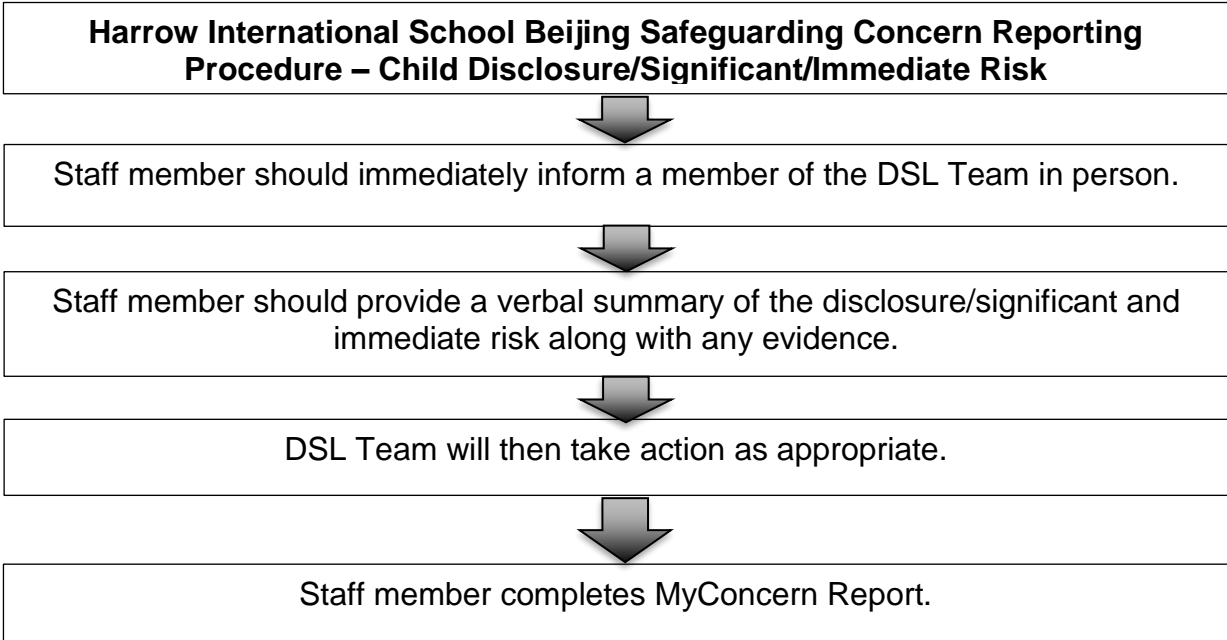 Harrow International School Beijing Safeguarding Concern Reporting
Procedure – Child Disclosure/Significant/Immediate Risk
Staff member should immediately inform a member of the DSL Team in person.
Staff member should provide a verbal summary of the disclosure/significant and
immediate risk along with any evidence.
DSL Team will then take action as appropriate.
Staff member completes MyConcern Report.